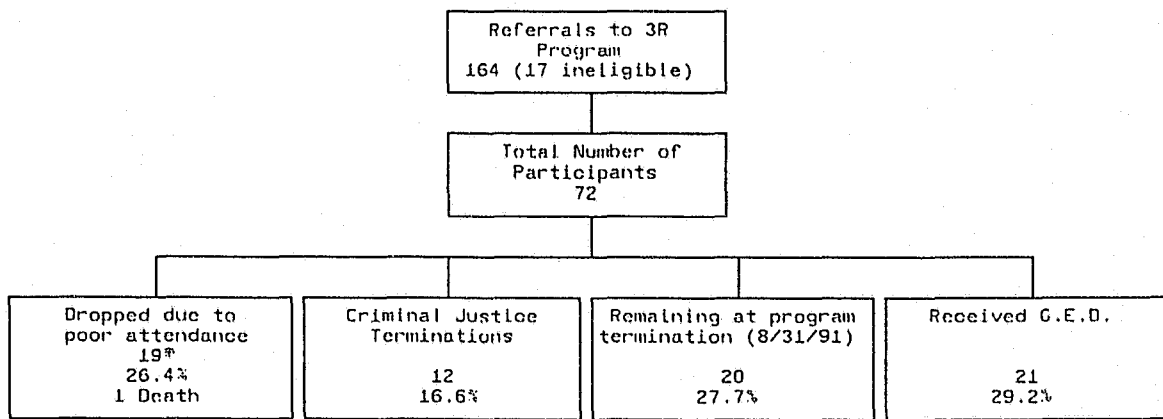 Referrals to 3R
Program
164 (17 ineligible)
Total Number of
Participants
72
Dropped due to
poor attendance
19*
26.4%
1 Death
Criminal Justice
Terminations
12
16.6%
Remaining at program
termination (8/31/91)
20
27.7%
Received G.E.D.
21
29.2%